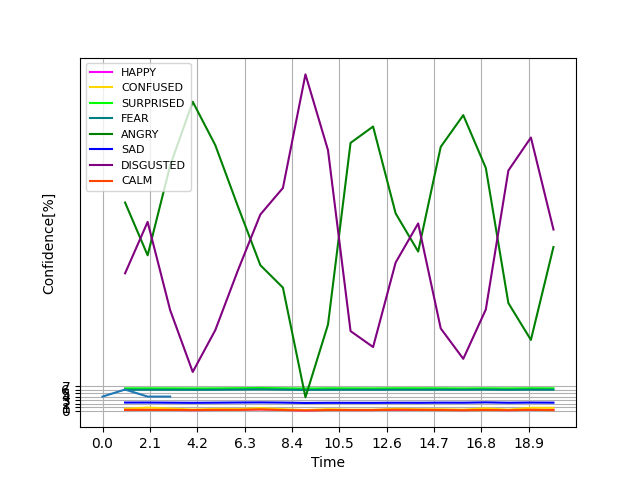 HAPPY
CONFUSED
SURPRISED
FEAR
ANGRY
SAD
DISGUSTED
CALM
Confidence[%]
0.0 2.1 4.2 6.3 8.4 10.5 12.6 14.7 16.8 18.9
Time